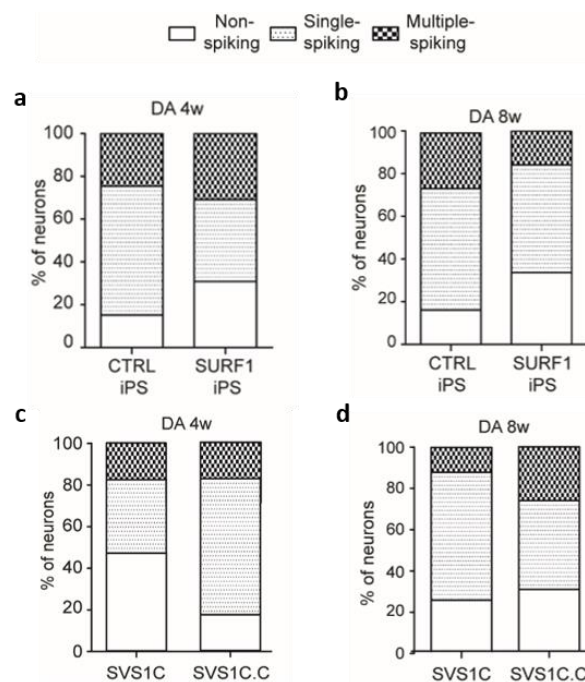 Non-
spiking
Single-
spiking
Multiple-
spiking
a
DA 4w
% of neurons
100
80
60
40
20
0
CTRL
iPS
SURF1
iPS
b
DA 8w
% of neurons
100
80
60
40
20
0
CTRL
iPS
SURF1
iPS
c
DA 4w
% of neurons
100
80
60
40
20
0
SVS1C
SVS1C.C
d
DA 8w
% of neurons
100
80
60
40
20
0
SVS1C
SVS1C.C